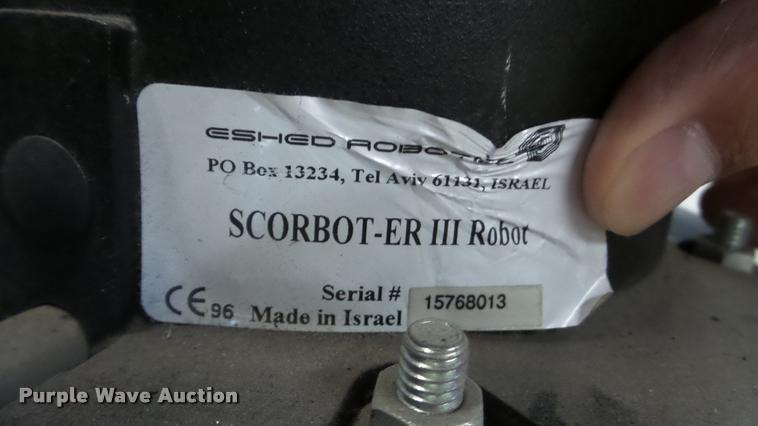 ESHED ROBOTEC
PO Box 13234, Tel Aviv 61131, ISRAEL
SCORBOT-ER III Robot
Serial # 15768013
CE 96 Made in Israel
Purple Wave Auction